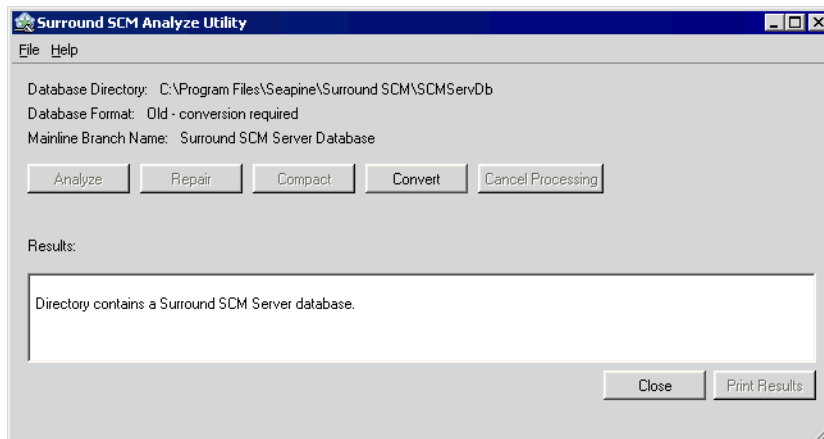 Surround SCM Analyze Utility
File Help
Database Directory: C:\Program Files\Seapine\Surround SCM\SCMServDb
Database Format: Old - conversion required
Mainline Branch Name: Surround SCM Server Database
Analyze Repair Compact Convert Cancel Processing
Results:
Directory contains a Surround SCM Server database.
Close Print Results